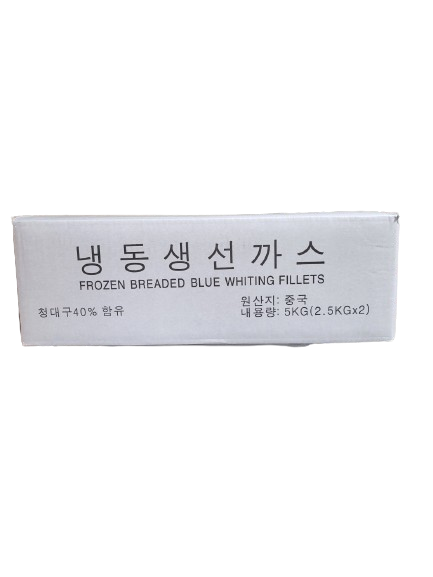 냉동생선까스
FROZEN BREADED BLUE WHITING FILLETS
청대구40% 함유
원산지: 중국
내용량: 5KG(2.5KGx2)